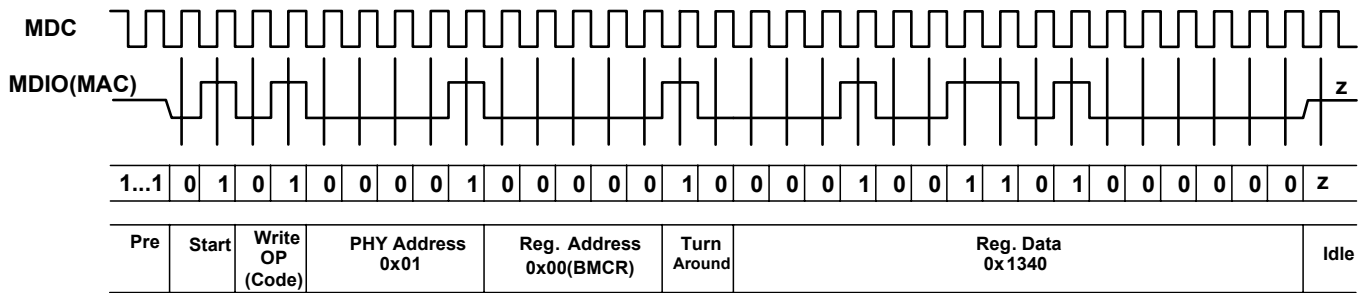 MDC
MDIO(MAC)
z
1...1 0 1 0 1 0 0 0 0 1 0 0 0 0 0 1 0 0 0 0 1 0 0 1 1 0 1 0 0 0 0 0 0 z
Pre Start Write OP (Code) PHY Address 0x01 Reg. Address 0x00(BMCR) Turn Around Reg. Data 0x1340 Idle